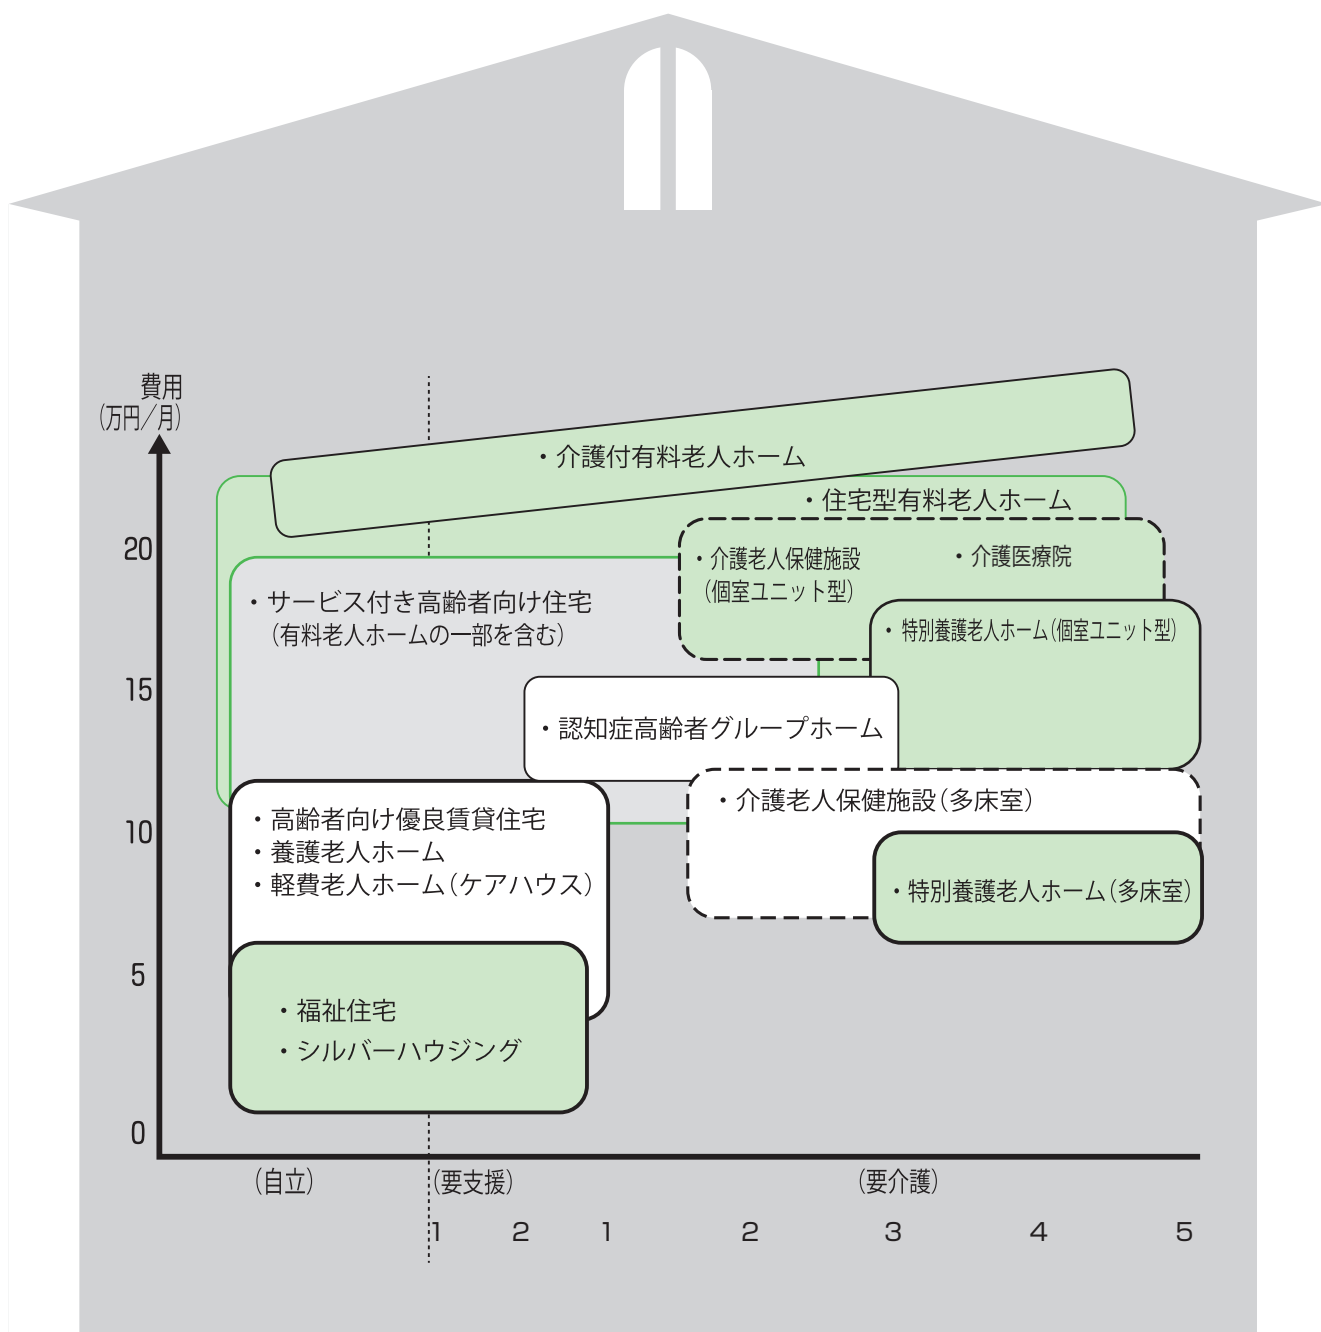 費用
（万円／月）
・介護付有料老人ホーム
・住宅型有料老人ホーム
20
・介護老人保健施設
（個室ユニット型）
・介護医療院
・サービス付き高齢者向け住宅
（有料老人ホームの一部を含む）
・特別養護老人ホーム（個室ユニット型）
15
・認知症高齢者グループホーム
・介護老人保健施設（多床室）
10
・高齢者向け優良賃貸住宅
・養護老人ホーム
・軽費老人ホーム（ケアハウス）
・特別養護老人ホーム（多床室）
5
・福祉住宅
・シルバーハウジング
0
（自立）
（要支援）
（要介護）
1 2 1 2 3 4 5